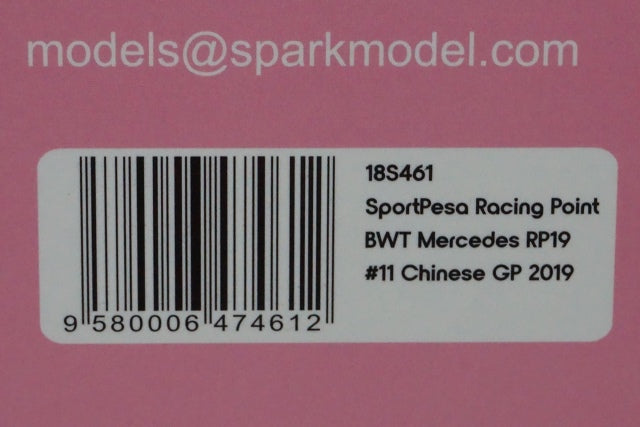 models@sparkmodel.com
18S461
SportPesa Racing Point
BWT Mercedes RP19
#11 Chinese GP 2019
9 580006 474612